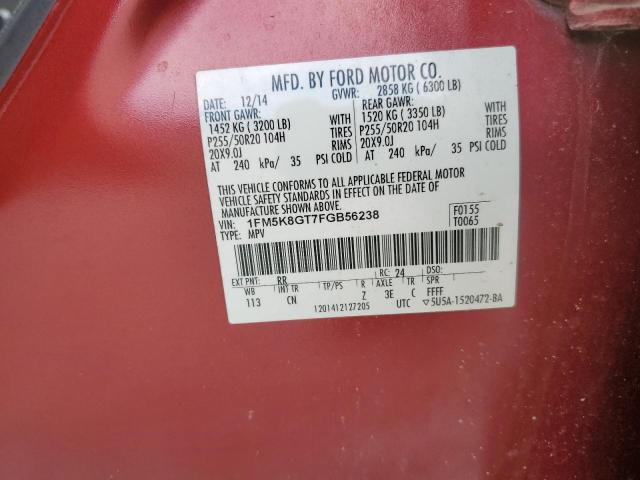 MFD. BY FORD MOTOR CO.
DATE: 12/14 GVWR: 2858 KG ( 6300 LB)
FRONT GAWR: REAR GAWR:
1452 KG ( 3200 LB) WITH 1520 KG ( 3350 LB) WITH
P255/50R20 104H TIRES P255/50R20 104H TIRES
20X9.0J RIMS 20X9.0J RIMS
AT 240 kPa/ 35 PSI COLD AT 240 kPa/ 35 PSI COLD
THIS VEHICLE CONFORMS TO ALL APPLICABLE FEDERAL MOTOR
VEHICLE SAFETY STANDARDS IN EFFECT ON THE DATE OF
MANUFACTURE SHOWN ABOVE.
VIN: 1FM5K8GT7FGB56238 F0155
TYPE: MPV T0065
EXT PNT: RR RC: 24 DSO:
WB INT TR TP/PS R AXLE TR SPR
113 CN Z 3E C FFFF
1201412127205 UTC ▽5U5A-1520472-BA